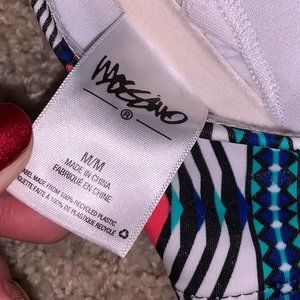 mossimo
®
M/M
MADE IN CHINA
FABRIQUÉ EN CHINE
LABEL MADE FROM 100% RECYCLED PLASTIC
ÉTIQUETTE FAITE À 100% DE PLASTIQUE RECYCLÉ